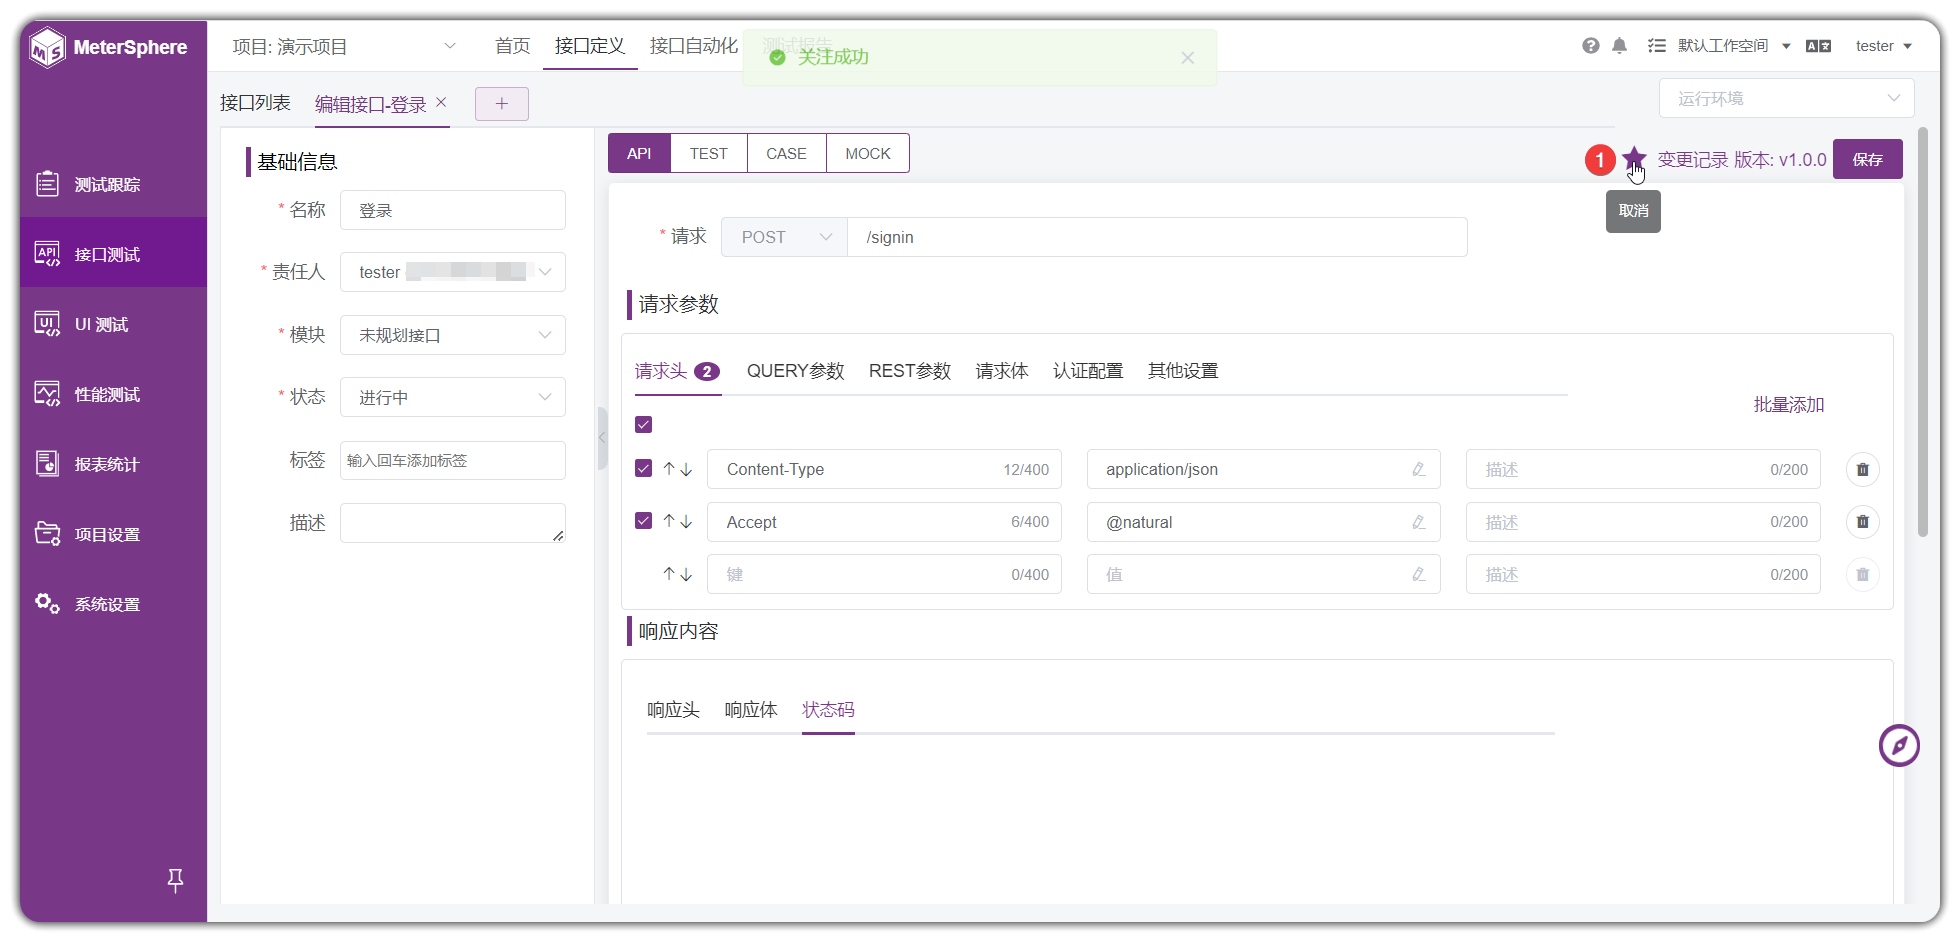 MeterSphere
项目: 演示项目
首页
接口定义
接口自动化
测试报告
关注成功
默认工作空间
tester
接口列表
编辑接口-登录
运行环境
测试跟踪
接口测试
UI 测试
性能测试
报表统计
项目设置
系统设置
基础信息
* 名称
登录
* 责任人
tester
* 模块
未规划接口
* 状态
进行中
标签
输入回车添加标签
描述
API
TEST
CASE
MOCK
1
变更记录 版本: v1.0.0
保存
取消
* 请求
POST
/signin
请求参数
请求头 2
QUERY参数
REST参数
请求体
认证配置
其他设置
批量添加
Content-Type 12/400
application/json
描述 0/200
Accept 6/400
@natural
描述 0/200
键 0/400
值
描述 0/200
响应内容
响应头
响应体
状态码